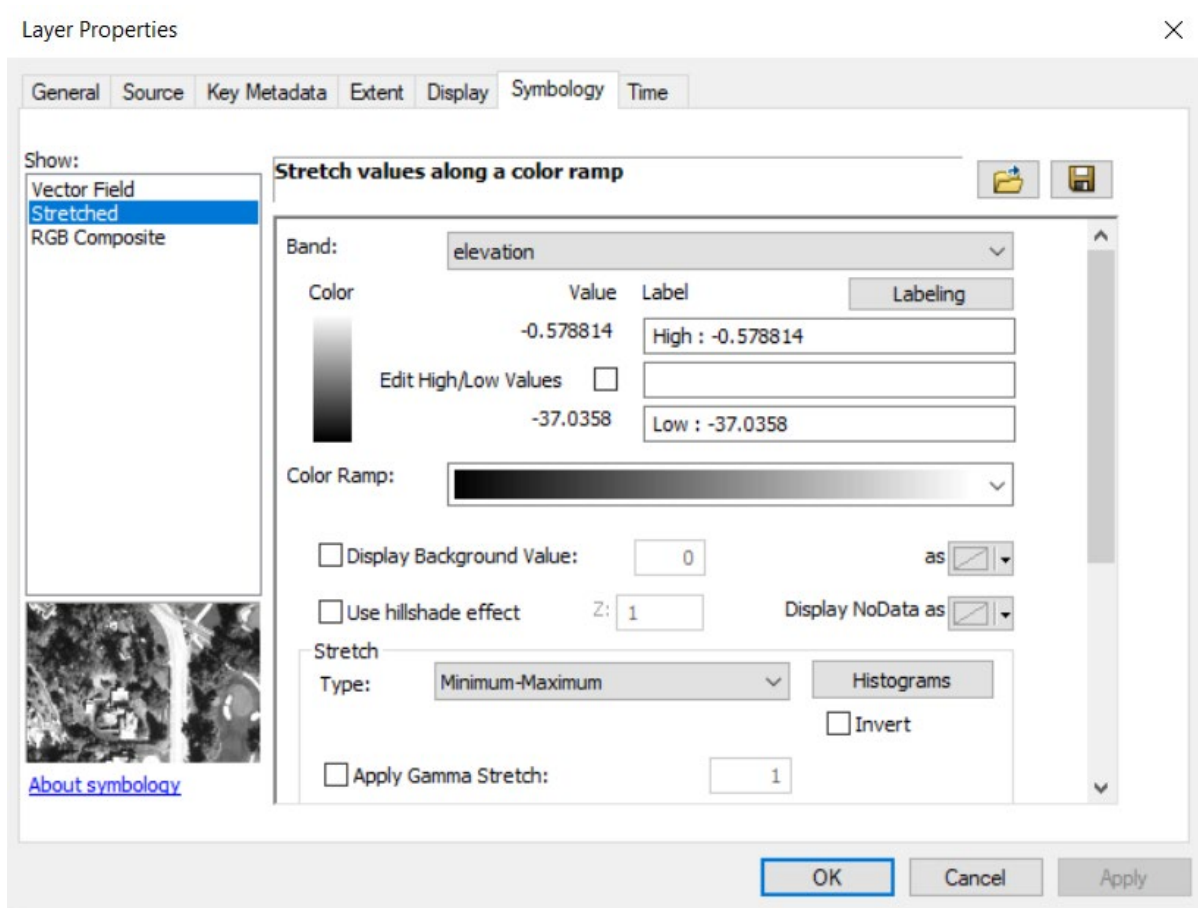 Layer Properties
General Source Key Metadata Extent Display Symbology Time
Show:
Vector Field
Stretched
RGB Composite
About symbology
Stretch values along a color ramp
Band: elevation
Color Value Label Labeling
-0.578814 High : -0.578814
Edit High/Low Values
-37.0358 Low : -37.0358
Color Ramp:
Display Background Value: 0 as
Use hillshade effect Z: 1 Display NoData as
Stretch
Type: Minimum-Maximum Histograms
Invert
Apply Gamma Stretch: 1
OK Cancel Apply